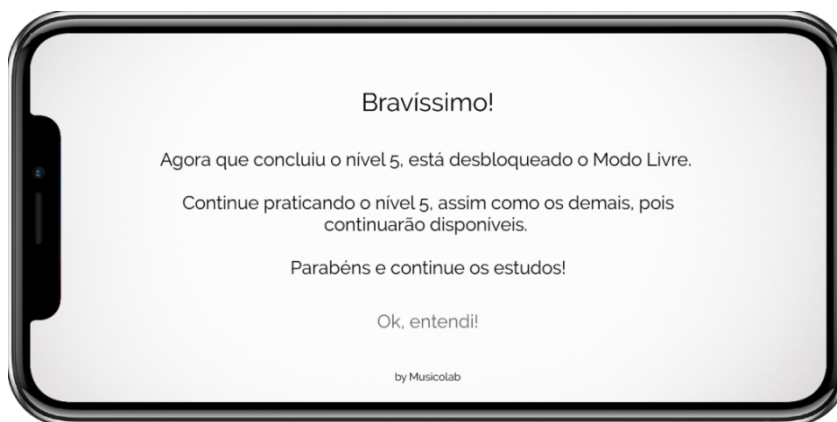 Bravíssimo!
Agora que concluiu o nível 5, está desbloqueado o Modo Livre.
Continue praticando o nível 5, assim como os demais, pois
continuarão disponíveis.
Parabéns e continue os estudos!
Ok, entendi!
by Musicolab